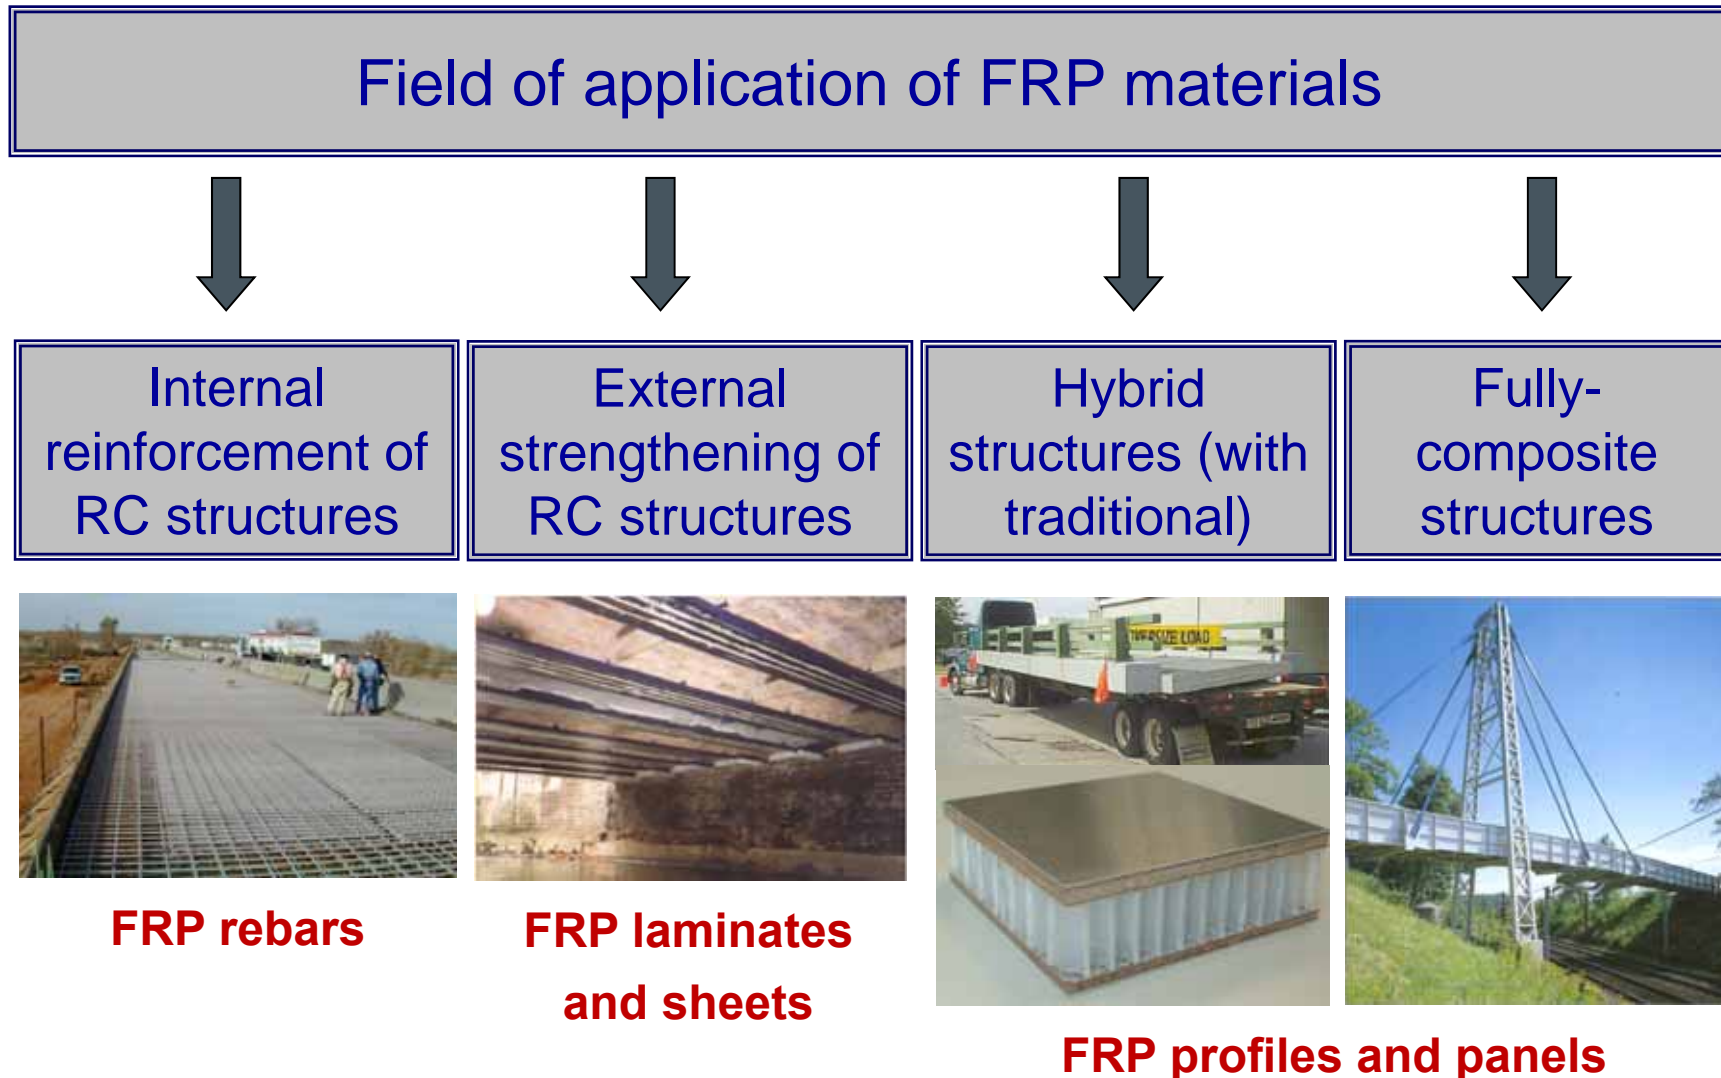 Field of application of FRP materials
Internal
reinforcement of
RC structures
External
strengthening of
RC structures
Hybrid
structures (with
traditional)
Fully-
composite
structures
LOAD
FRP rebars
FRP laminates
and sheets
FRP profiles and panels